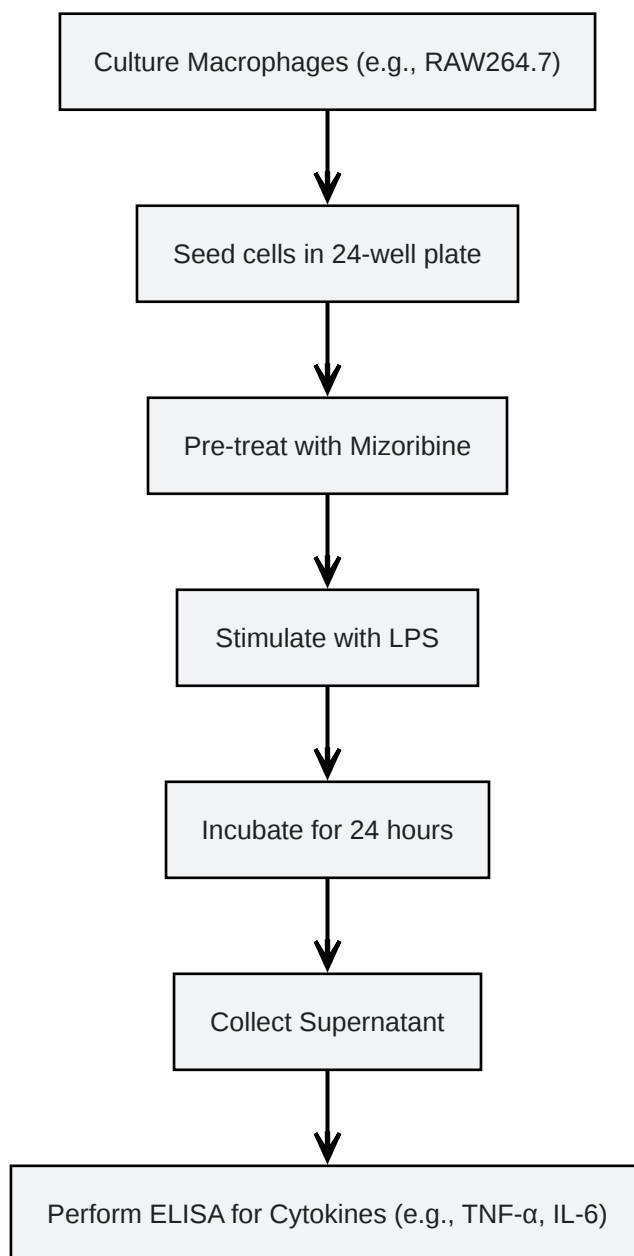 Culture Macrophages (e.g., RAW264.7)
Seed cells in 24-well plate
Pre-treat with Mizoribine
Stimulate with LPS
Incubate for 24 hours
Collect Supernatant
Perform ELISA for Cytokines (e.g., TNF-α, IL-6)